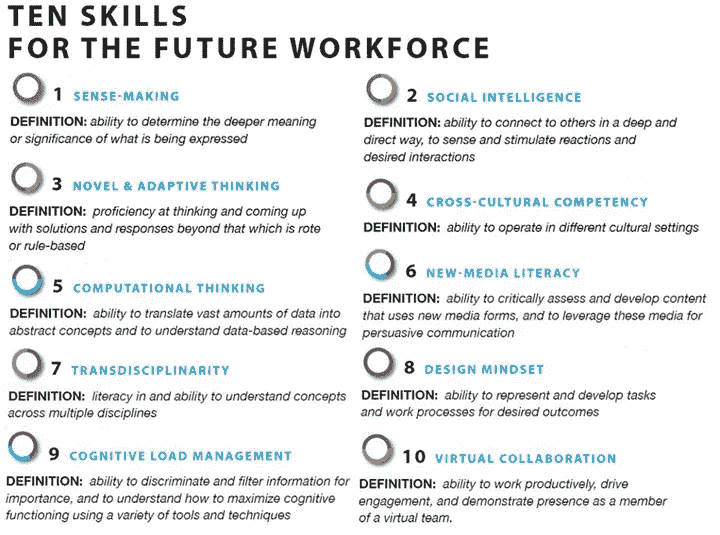 TEN SKILLS
FOR THE FUTURE WORKFORCE
1 SENSE-MAKING
DEFINITION: ability to determine the deeper meaning
or significance of what is being expressed
2 SOCIAL INTELLIGENCE
DEFINITION: ability to connect to others in a deep and
direct way, to sense and stimulate reactions and
desired interactions
3 NOVEL & ADAPTIVE THINKING
DEFINITION: proficiency at thinking and coming up
with solutions and responses beyond that which is rote
or rule-based
4 CROSS-CULTURAL COMPETENCY
DEFINITION: ability to operate in different cultural settings
5 COMPUTATIONAL THINKING
DEFINITION: ability to translate vast amounts of data into
abstract concepts and to understand data-based reasoning
6 NEW-MEDIA LITERACY
DEFINITION: ability to critically assess and develop content
that uses new media forms, and to leverage these media for
persuasive communication
7 TRANSDISCIPLINARITY
DEFINITION: literacy in and ability to understand concepts
across multiple disciplines
8 DESIGN MINDSET
DEFINITION: ability to represent and develop tasks
and work processes for desired outcomes
9 COGNITIVE LOAD MANAGEMENT
DEFINITION: ability to discriminate and filter information for
importance, and to understand how to maximize cognitive
functioning using a variety of tools and techniques
10 VIRTUAL COLLABORATION
DEFINITION: ability to work productively, drive
engagement, and demonstrate presence as a member
of a virtual team.